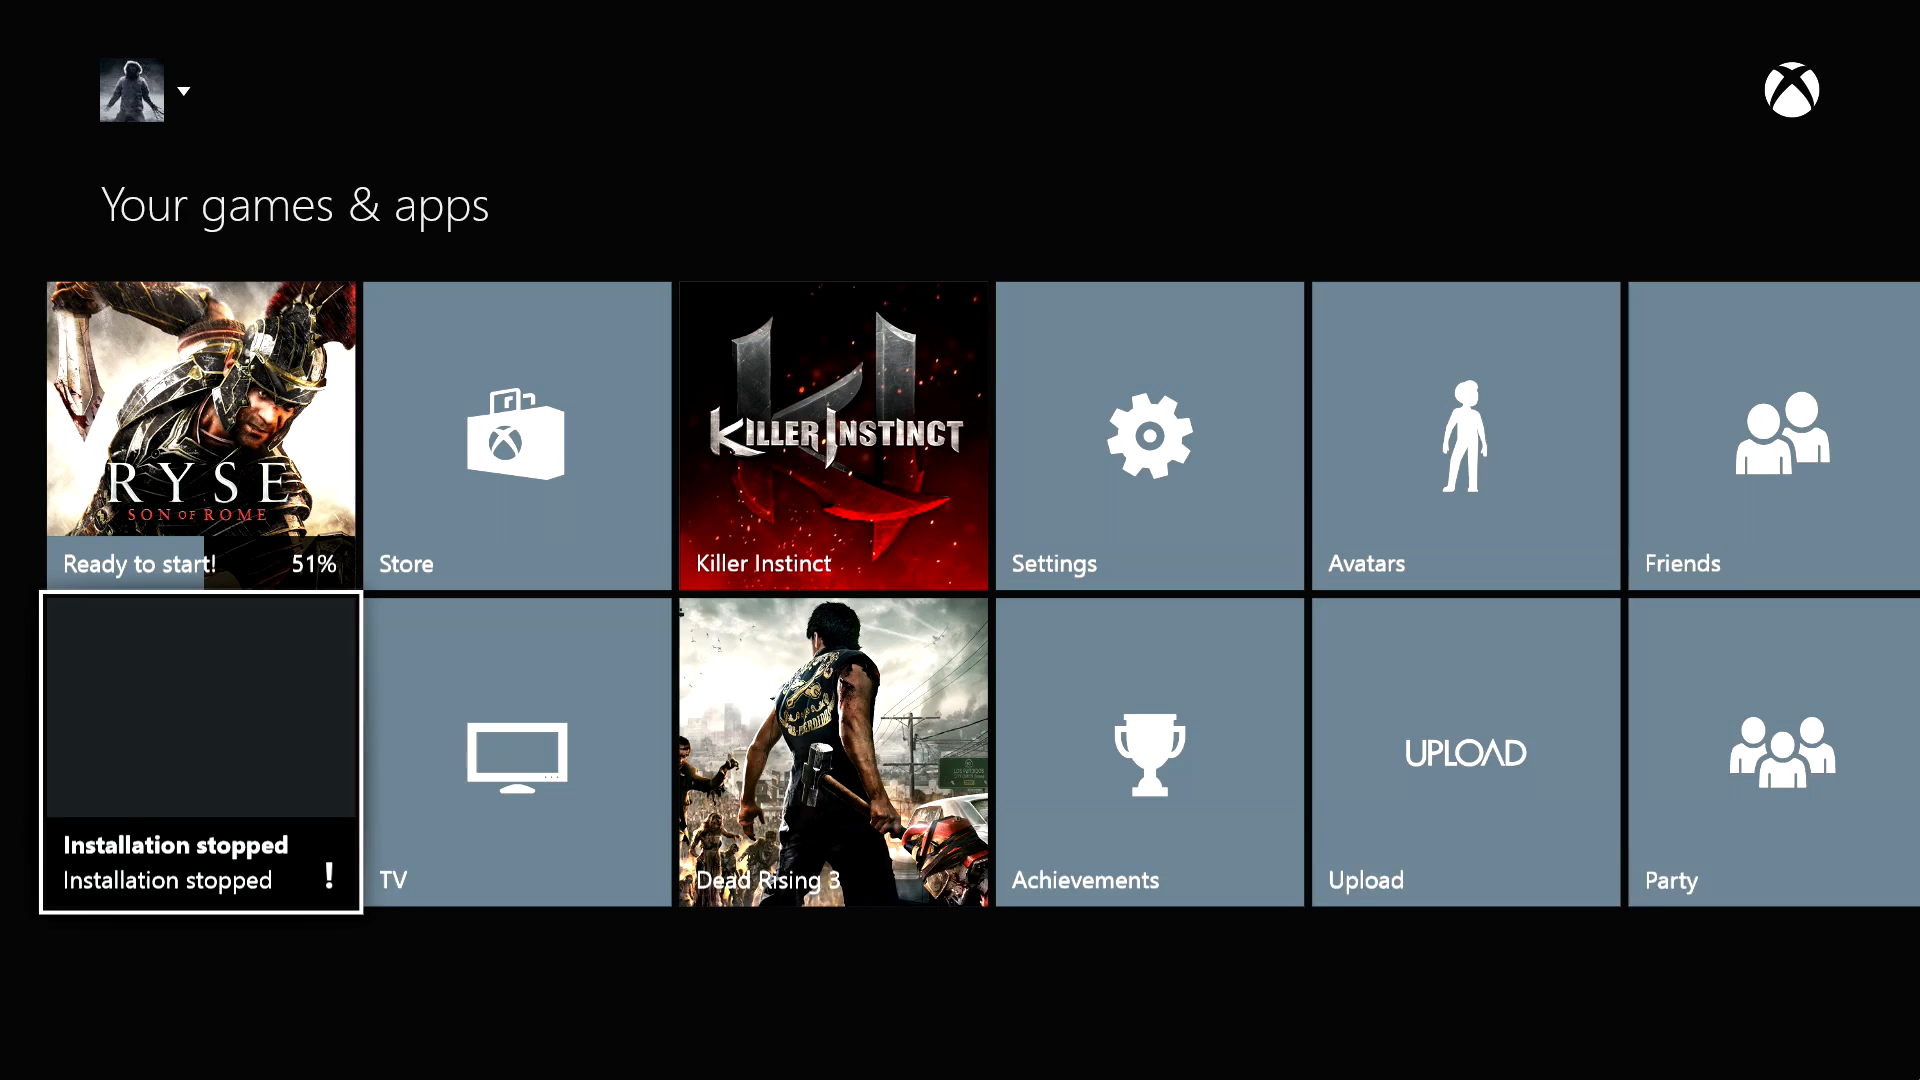 Your games & apps
RYSE
SON OF ROME
Ready to start! 51%
Store
KILLER INSTINCT
Killer Instinct
Settings
Avatars
Friends
Installation stopped
Installation stopped !
TV
Dead Rising 3
Achievements
UPLOAD
Upload
Party